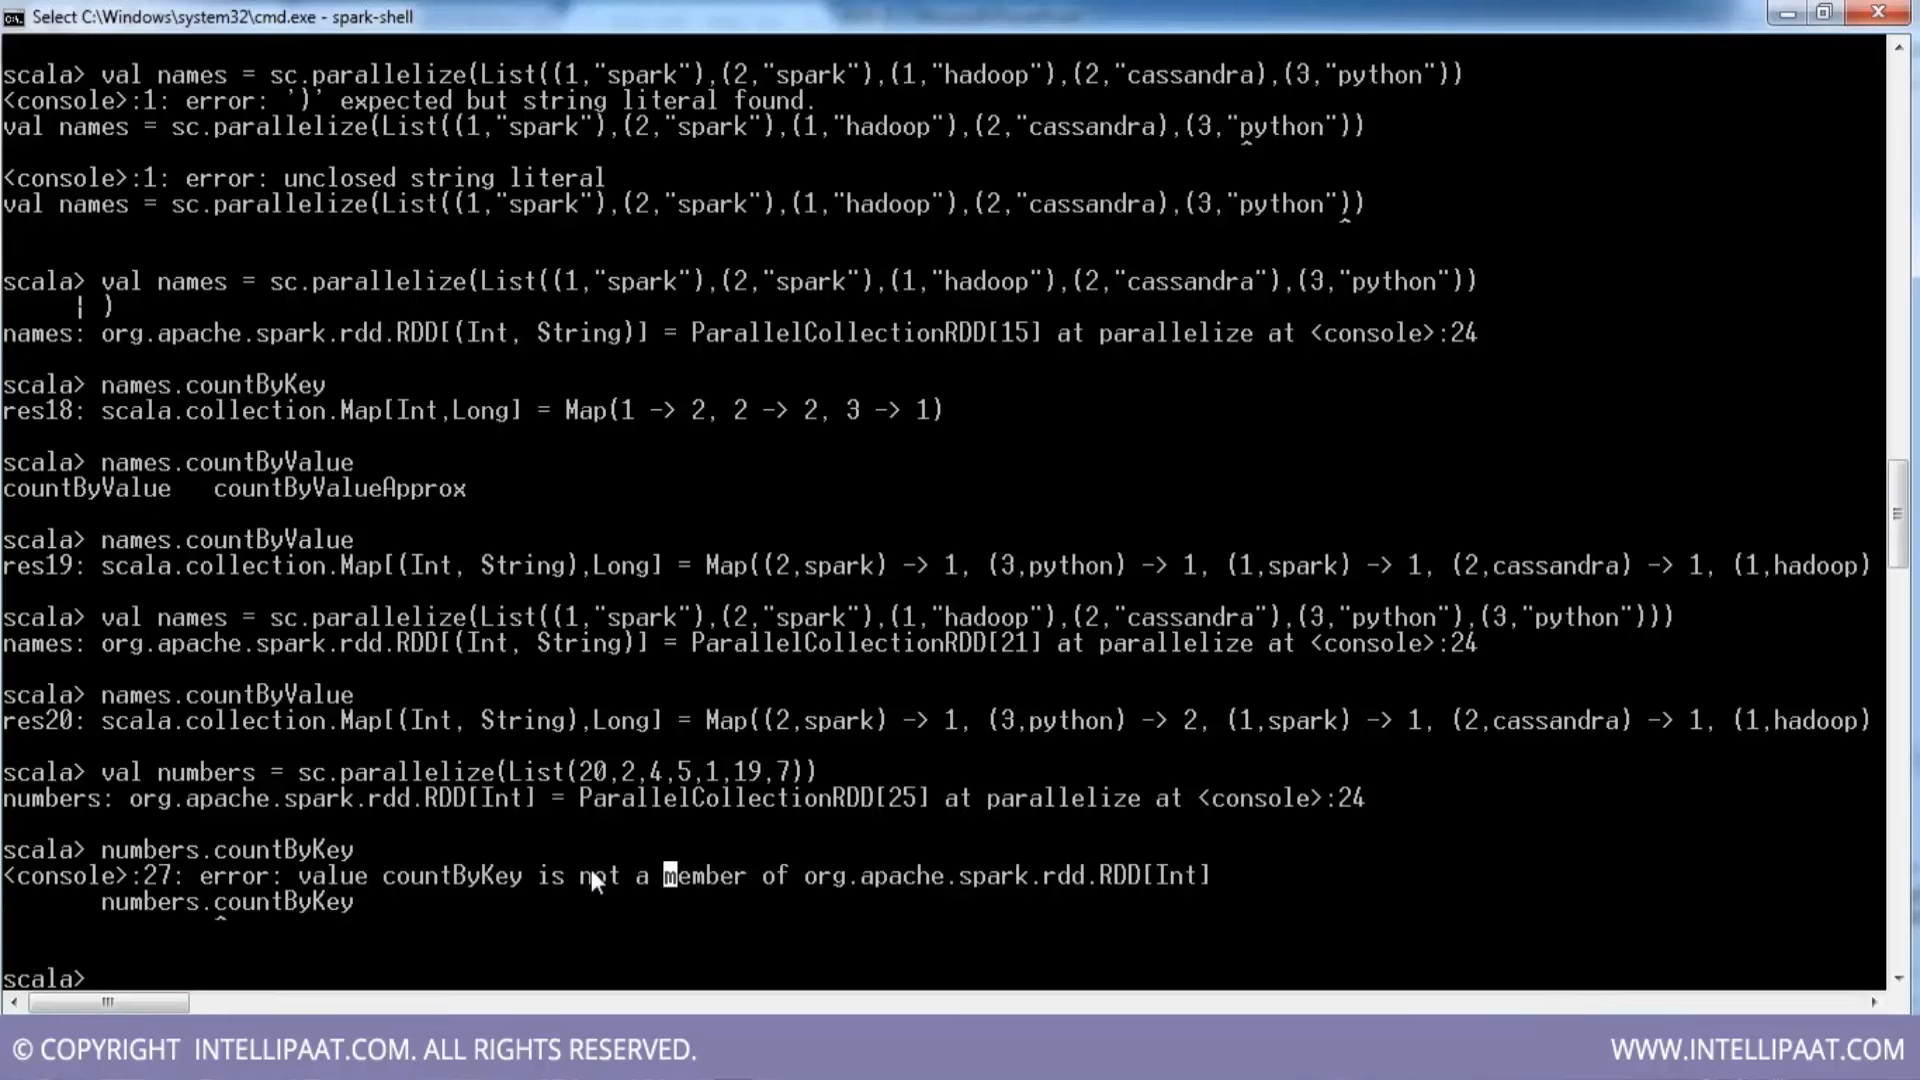 Select C:\Windows\system32\cmd.exe - spark-shell
scala> val names = sc.parallelize(List((1,"spark"),(2,"spark"),(1,"hadoop"),(2,"cassandra),(3,"python"))
<console>:1: error: ')' expected but string literal found.
val names = sc.parallelize(List((1,"spark"),(2,"spark"),(1,"hadoop"),(2,"cassandra),(3,"python"))
^
<console>:1: error: unclosed string literal
val names = sc.parallelize(List((1,"spark"),(2,"spark"),(1,"hadoop"),(2,"cassandra),(3,"python"))
^
scala> val names = sc.parallelize(List((1,"spark"),(2,"spark"),(1,"hadoop"),(2,"cassandra"),(3,"python"))
| )
names: org.apache.spark.rdd.RDD[(Int, String)] = ParallelCollectionRDD[15] at parallelize at <console>:24
scala> names.countByKey
res18: scala.collection.Map[Int,Long] = Map(1 -> 2, 2 -> 2, 3 -> 1)
scala> names.countByValue
countByValue   countByValueApprox
scala> names.countByValue
res19: scala.collection.Map[(Int, String),Long] = Map((2,spark) -> 1, (3,python) -> 1, (1,spark) -> 1, (2,cassandra) -> 1, (1,hadoop)
scala> val names = sc.parallelize(List((1,"spark"),(2,"spark"),(1,"hadoop"),(2,"cassandra"),(3,"python"),(3,"python")))
names: org.apache.spark.rdd.RDD[(Int, String)] = ParallelCollectionRDD[21] at parallelize at <console>:24
scala> names.countByValue
res20: scala.collection.Map[(Int, String),Long] = Map((2,spark) -> 1, (3,python) -> 2, (1,spark) -> 1, (2,cassandra) -> 1, (1,hadoop)
scala> val numbers = sc.parallelize(List(20,2,4,5,1,19,7))
numbers: org.apache.spark.rdd.RDD[Int] = ParallelCollectionRDD[25] at parallelize at <console>:24
scala> numbers.countByKey
<console>:27: error: value countByKey is not a member of org.apache.spark.rdd.RDD[Int]
numbers.countByKey
^
scala>
© COPYRIGHT INTELLIPAAT.COM. ALL RIGHTS RESERVED.
WWW.INTELLIPAAT.COM